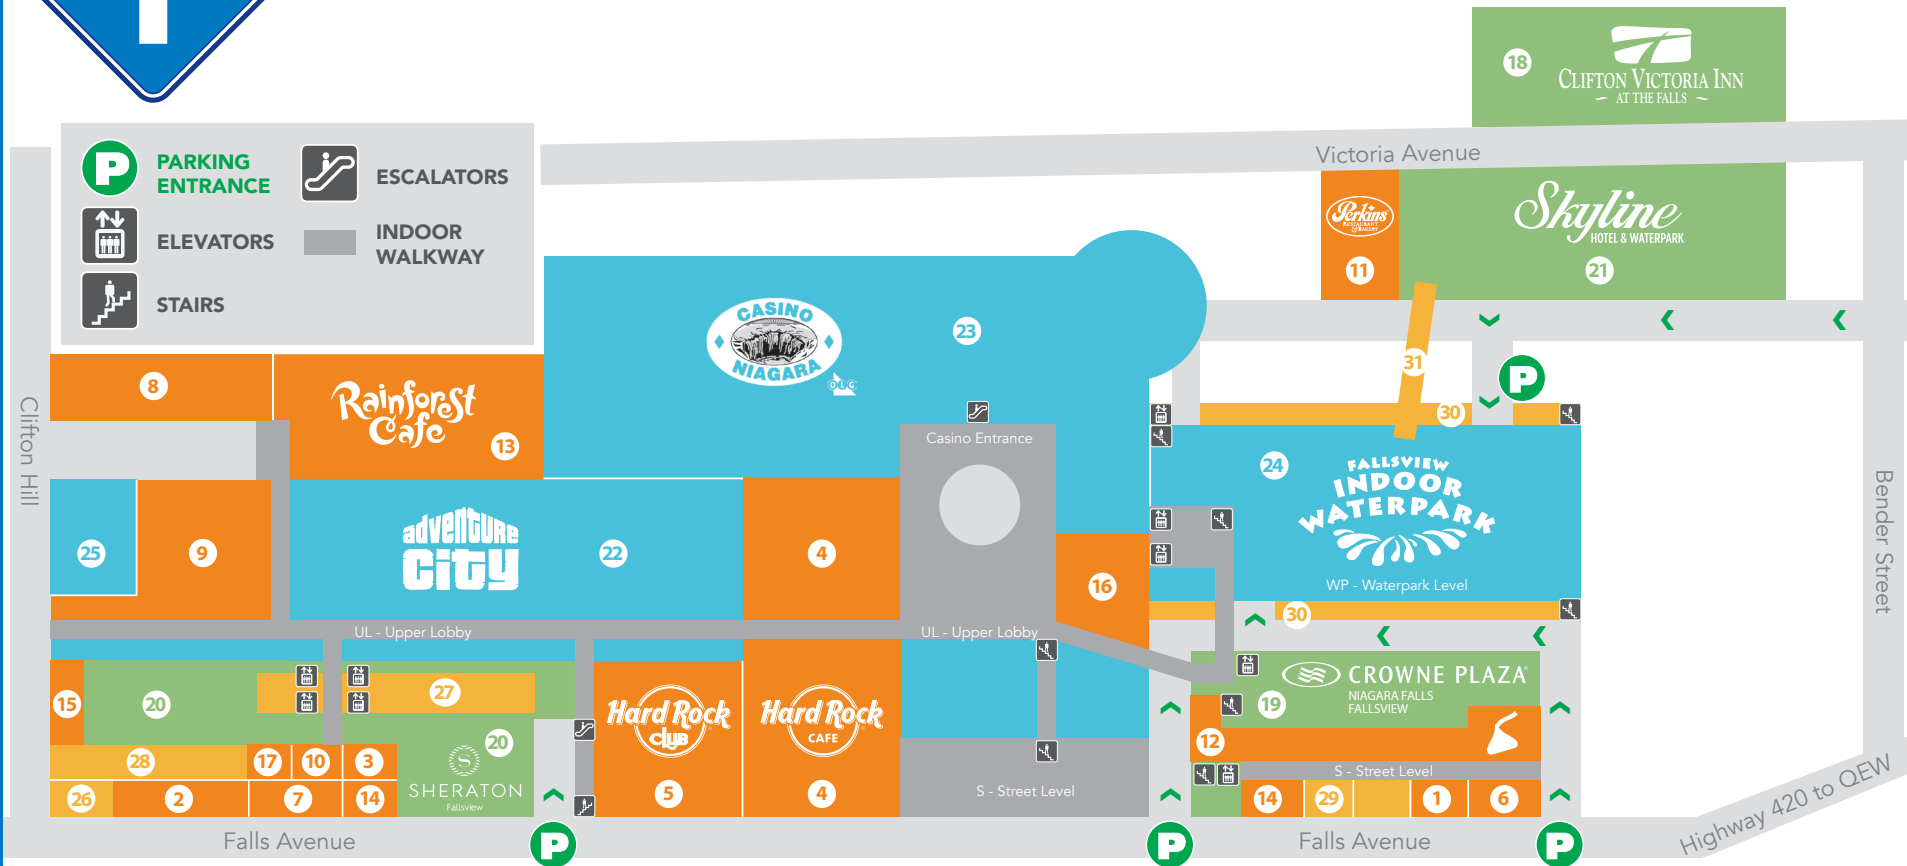 18
CLIFTON VICTORIA INN
AT THE FALLS
P
PARKING
ENTRANCE
ESCALATORS
ELEVATORS
INDOOR
WALKWAY
STAIRS
Victoria Avenue
Perkins
RESTAURANT
& BAKERY
11
Skyline
HOTEL & WATERPARK
21
CASINO
NIAGARA
OLG
23
31
P
30
8
Rainforest
Cafe
13
Clifton Hill
Casino Entrance
24
FALLSVIEW
INDOOR
WATERPARK
WP - Waterpark Level
Bender Street
25
9
adventure
city
22
4
16
30
UL - Upper Lobby
UL - Upper Lobby
15
20
27
Hard Rock
club
5
Hard Rock
CAFE
4
CROWNE PLAZA
NIAGARA FALLS
FALLSVIEW
19
12
28
17
10
3
20
S
SHERATON
Fallsview
26
2
7
14
S - Street Level
S - Street Level
14
29
1
6
Falls Avenue
P
P
Falls Avenue
P
Highway 420 to QEW